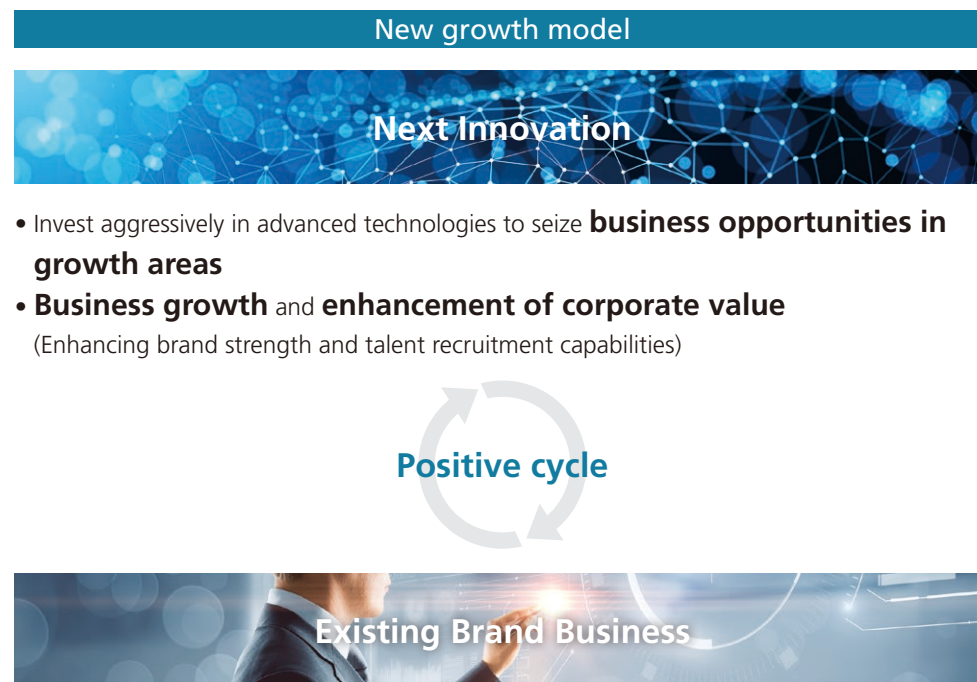 New growth model
Next Innovation
• Invest aggressively in advanced technologies to seize business opportunities in
growth areas
• Business growth and enhancement of corporate value
(Enhancing brand strength and talent recruitment capabilities)
Positive cycle
Existing Brand Business